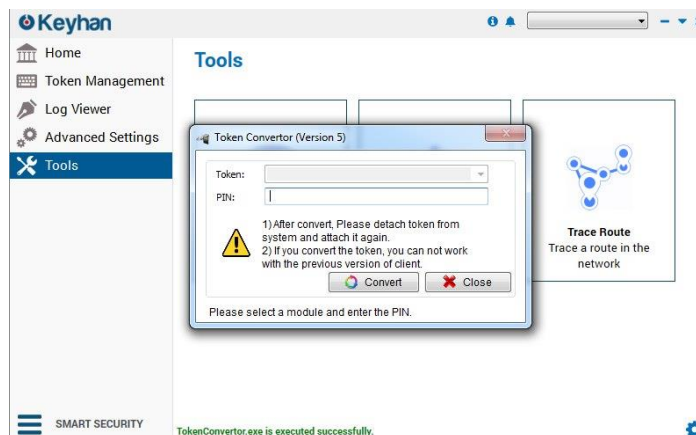 Keyhan
Home
Token Management
Log Viewer
Advanced Settings
Tools
Tools
Token Convertor (Version 5)
Token:
PIN:
1) After convert, Please detach token from
system and attach it again.
2) If you convert the token, you can not work
with the previous version of client.
Convert
Close
Please select a module and enter the PIN.
Trace Route
Trace a route in the
network
SMART SECURITY
TokenConvertor.exe is executed successfully.